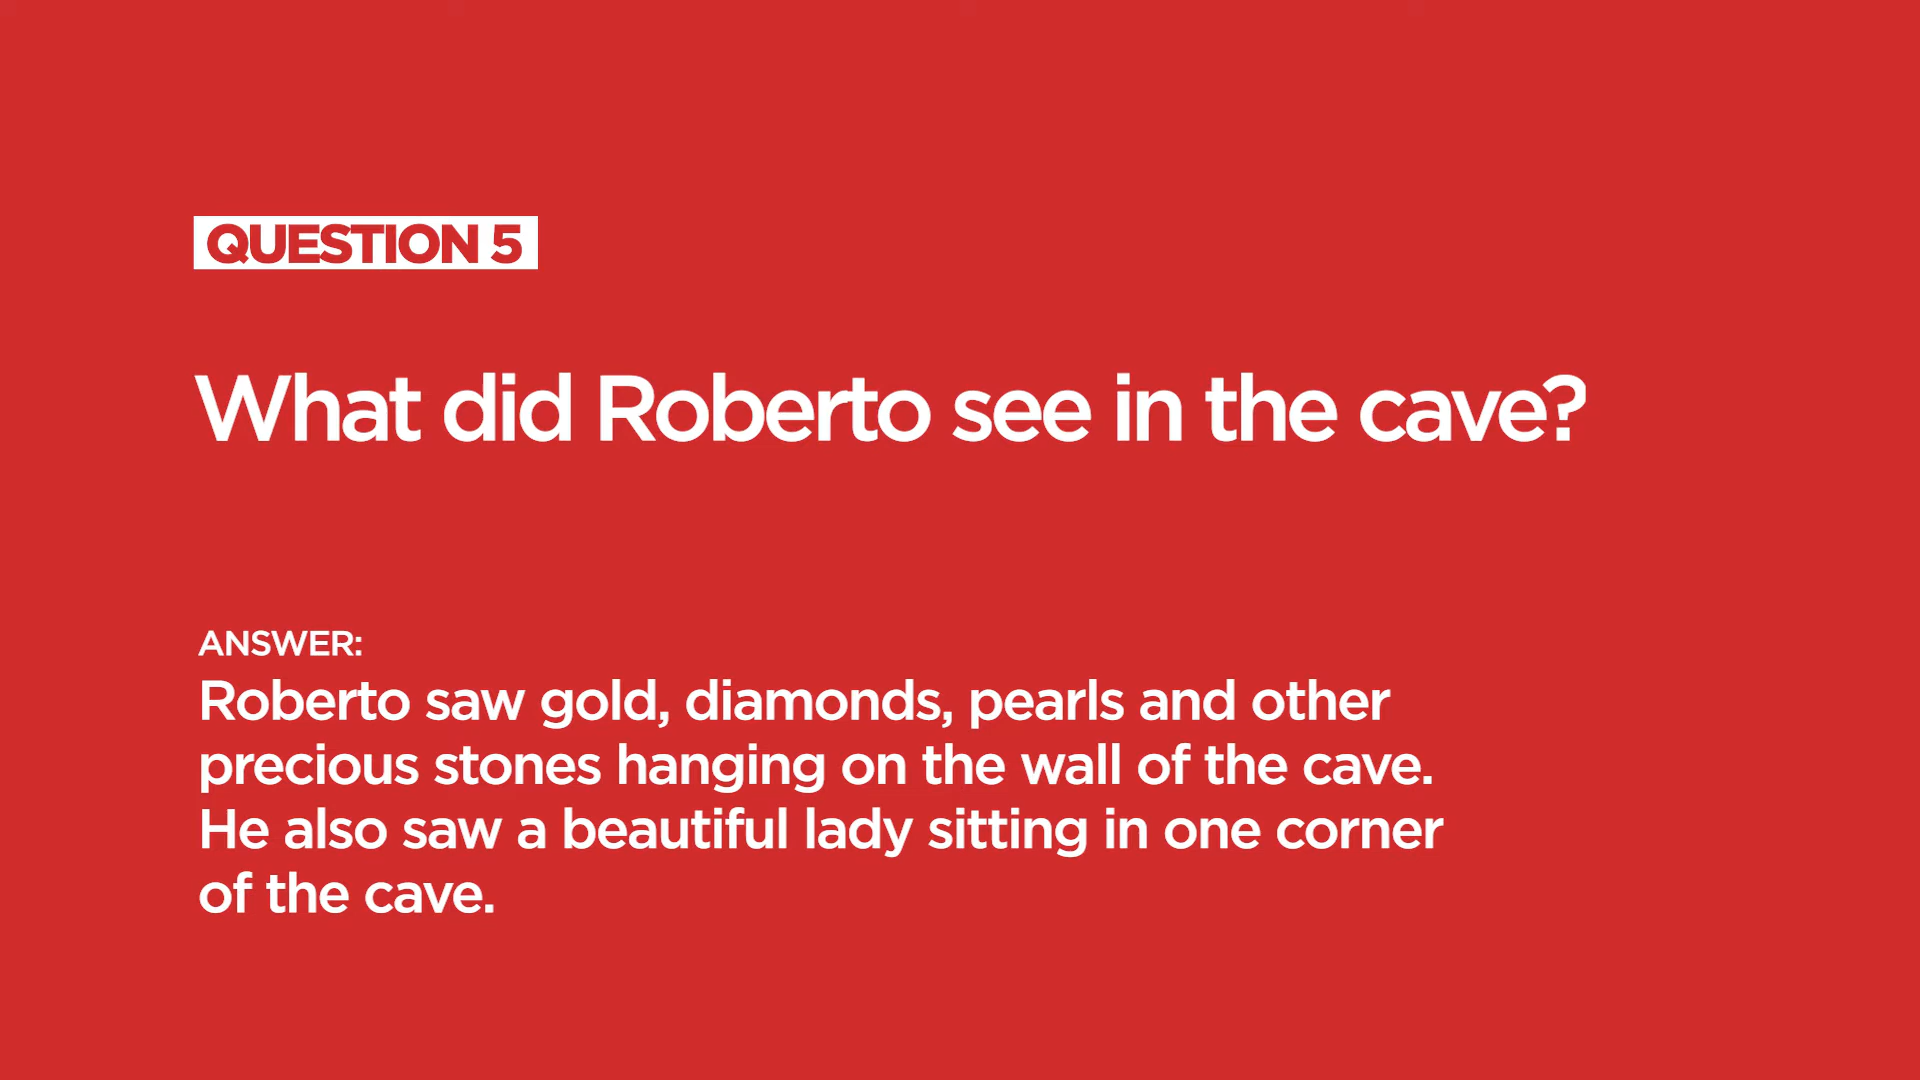 QUESTION 5
What did Roberto see in the cave?
ANSWER:
Roberto saw gold, diamonds, pearls and other
precious stones hanging on the wall of the cave.
He also saw a beautiful lady sitting in one corner
of the cave.